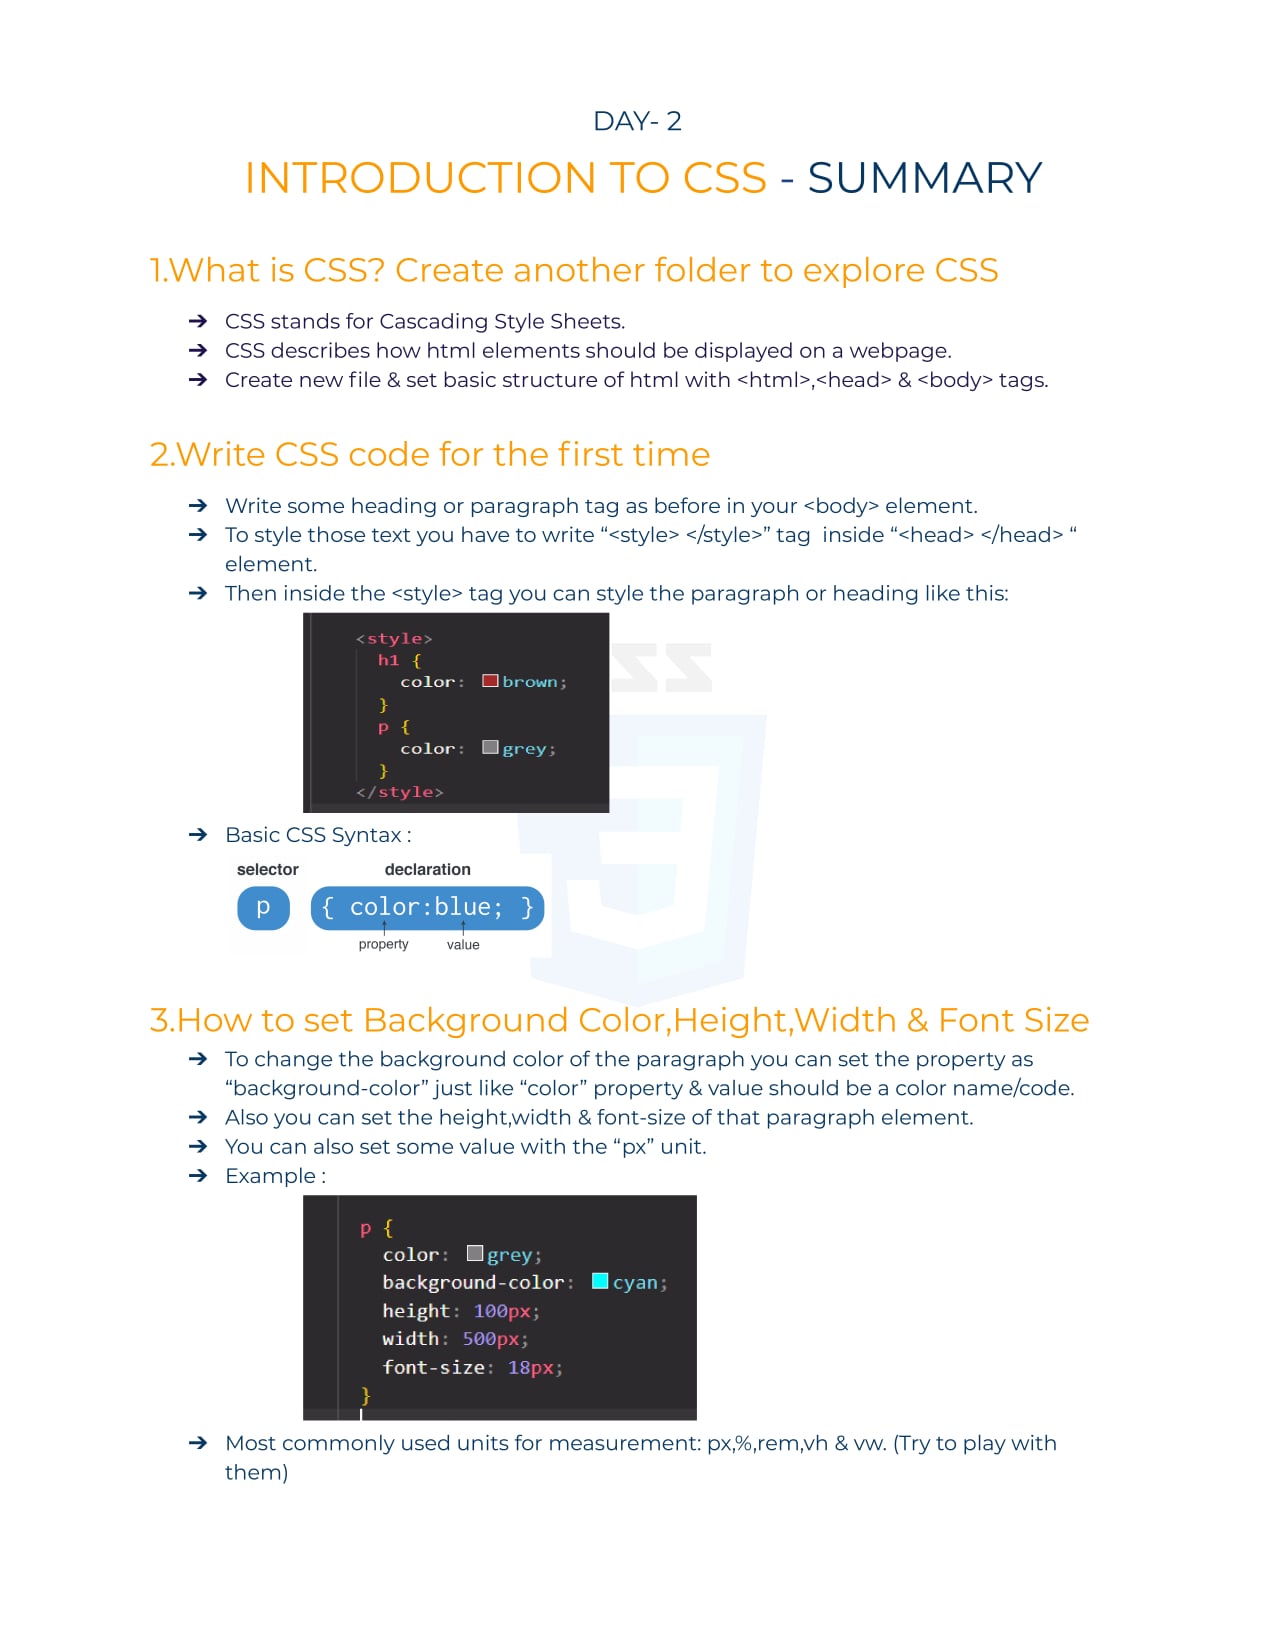 DAY- 2
INTRODUCTION TO CSS - SUMMARY
1.What is CSS? Create another folder to explore CSS
➔ CSS stands for Cascading Style Sheets.
➔ CSS describes how html elements should be displayed on a webpage.
➔ Create new file & set basic structure of html with <html>,<head> & <body> tags.
2.Write CSS code for the first time
➔ Write some heading or paragraph tag as before in your <body> element.
➔ To style those text you have to write “<style> </style>” tag  inside “<head> </head> “
element.
➔ Then inside the <style> tag you can style the paragraph or heading like this:
<style>
h1 {
color: brown;
}
p {
color: grey;
}
</style>
➔ Basic CSS Syntax :
selector declaration
p { color:blue; }
property value
3.How to set Background Color,Height,Width & Font Size
➔ To change the background color of the paragraph you can set the property as
“background-color” just like “color” property & value should be a color name/code.
➔ Also you can set the height,width & font-size of that paragraph element.
➔ You can also set some value with the “px” unit.
➔ Example :
p {
color: grey;
background-color: cyan;
height: 100px;
width: 500px;
font-size: 18px;
}
➔ Most commonly used units for measurement: px,%,rem,vh & vw. (Try to play with
them)